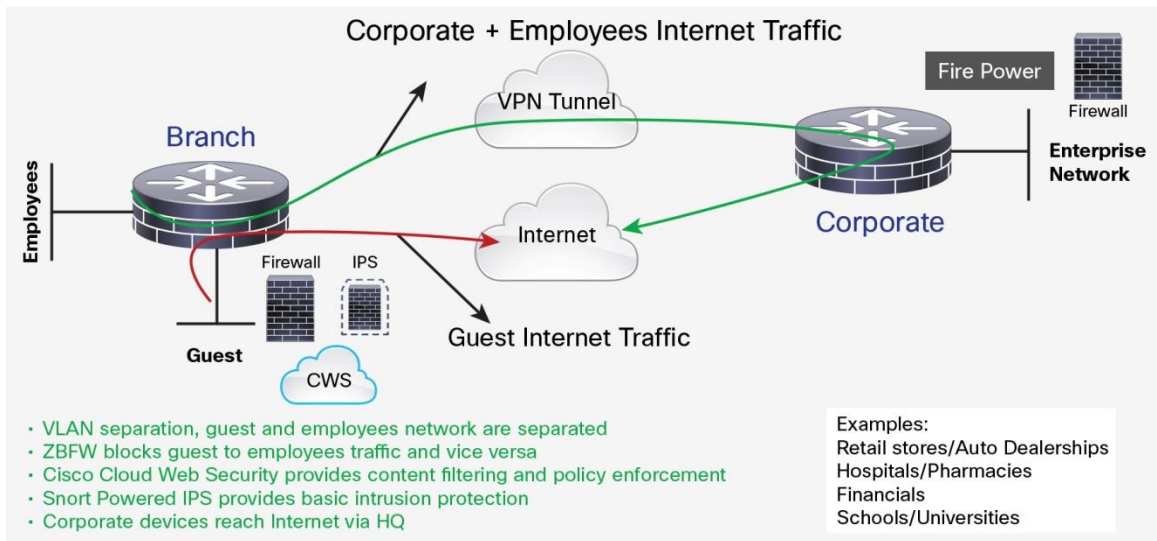 Corporate + Employees Internet Traffic
Fire Power
VPN Tunnel
Firewall
Branch
Employees
Enterprise
Network
Internet
Corporate
Firewall
IPS
Guest Internet Traffic
Guest
CWS
· VLAN separation, guest and employees network are separated
· ZBFW blocks guest to employees traffic and vice versa
· Cisco Cloud Web Security provides content filtering and policy enforcement
· Snort Powered IPS provides basic intrusion protection
· Corporate devices reach Internet via HQ
Examples:
Retail stores/Auto Dealerships
Hospitals/Pharmacies
Financials
Schools/Universities